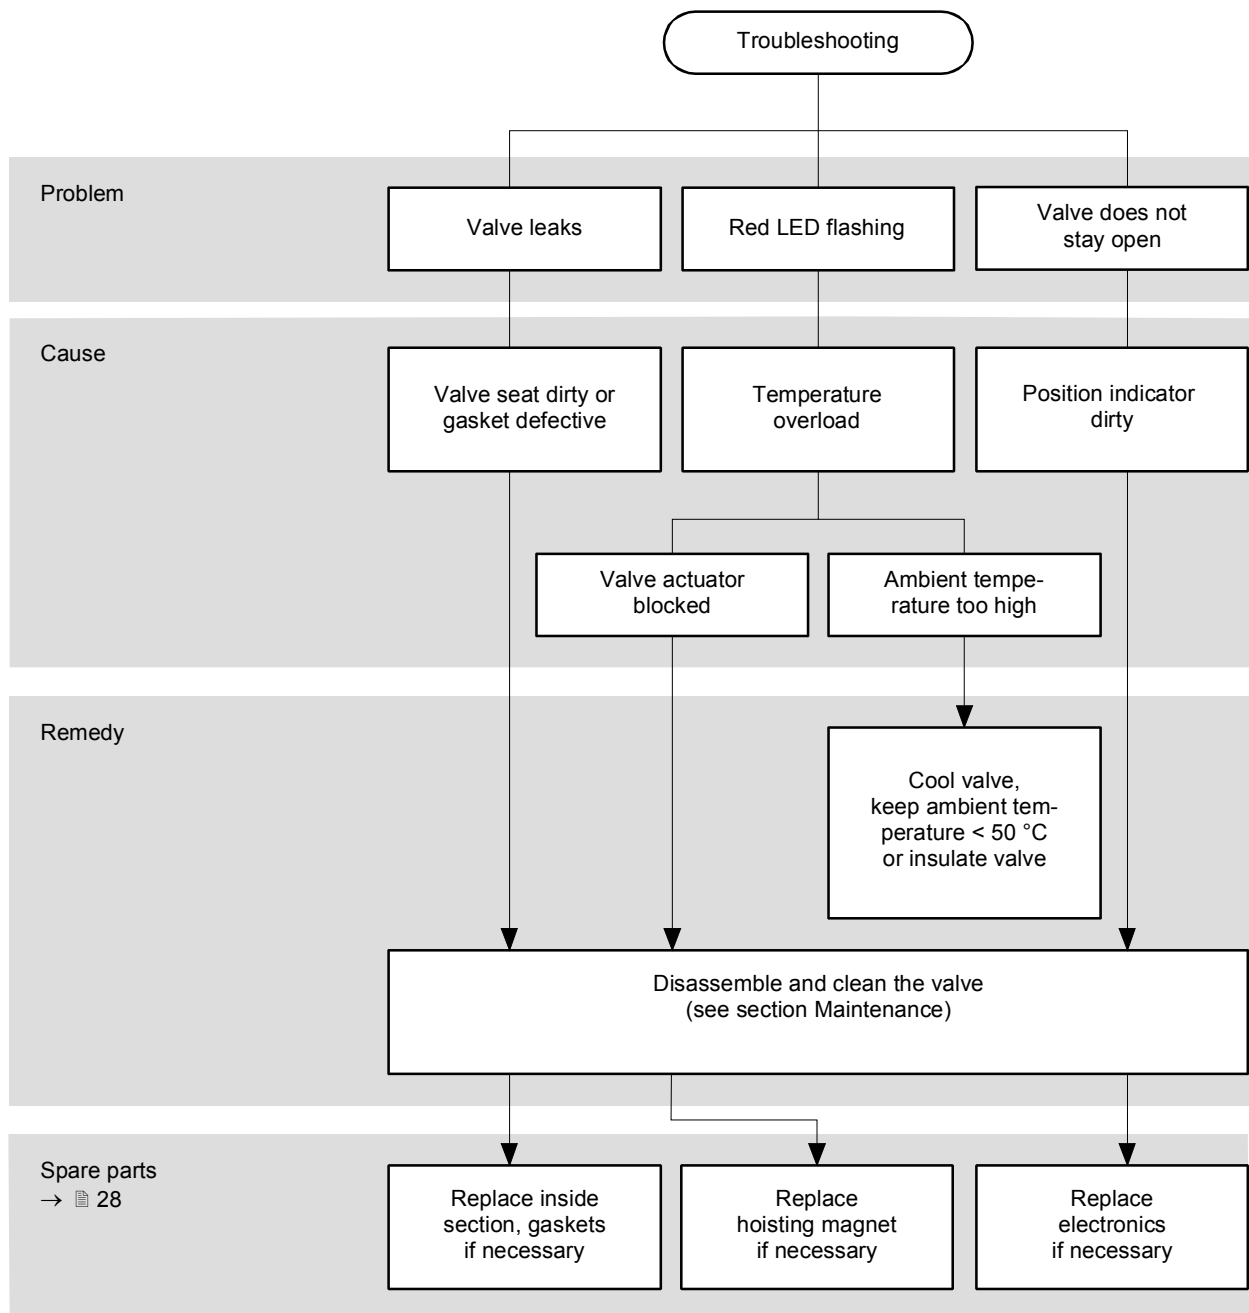 Troubleshooting
Problem
Valve leaks
Red LED flashing
Valve does not
stay open
Cause
Valve seat dirty or
gasket defective
Temperature
overload
Position indicator
dirty
Valve actuator
blocked
Ambient tempe-
rature too high
Remedy
Cool valve,
keep ambient tem-
perature < 50 °C
or insulate valve
Disassemble and clean the valve
(see section Maintenance)
Spare parts
→ 28
Replace inside
section, gaskets
if necessary
Replace
hoisting magnet
if necessary
Replace
electronics
if necessary